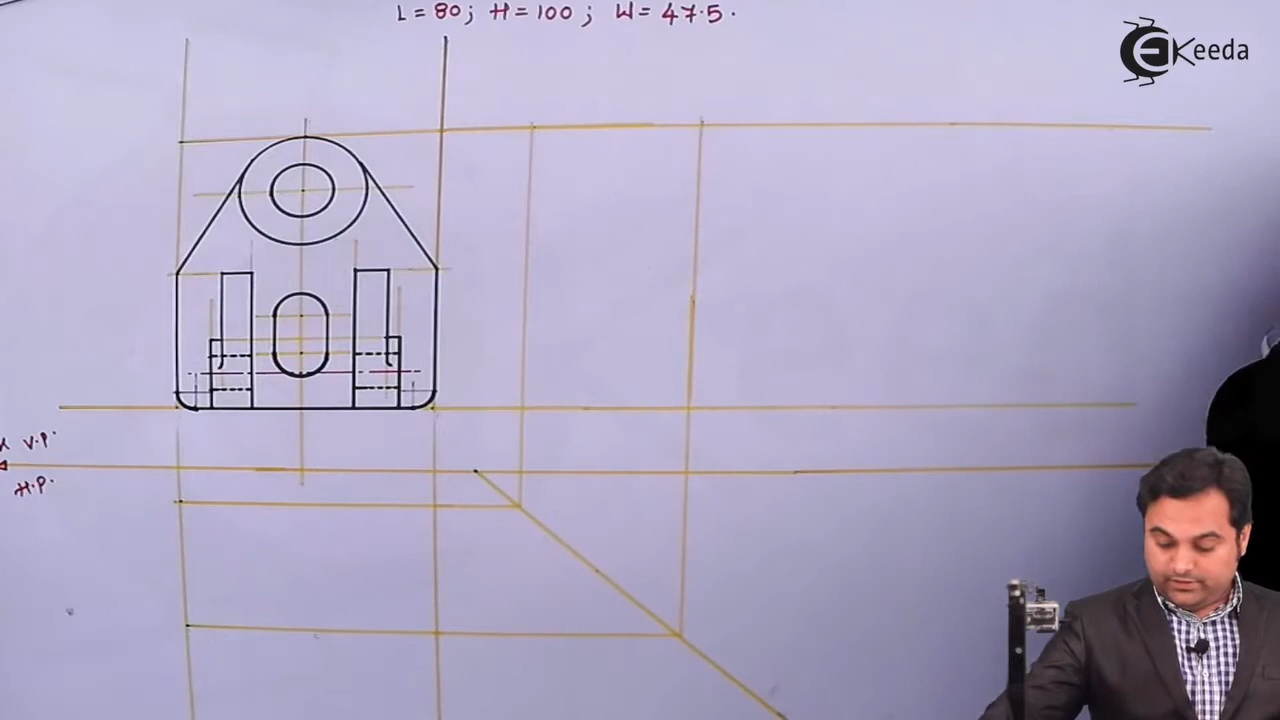 L = 80; H = 100; W = 47.5.
EKeeda
X V.P.
H.P.